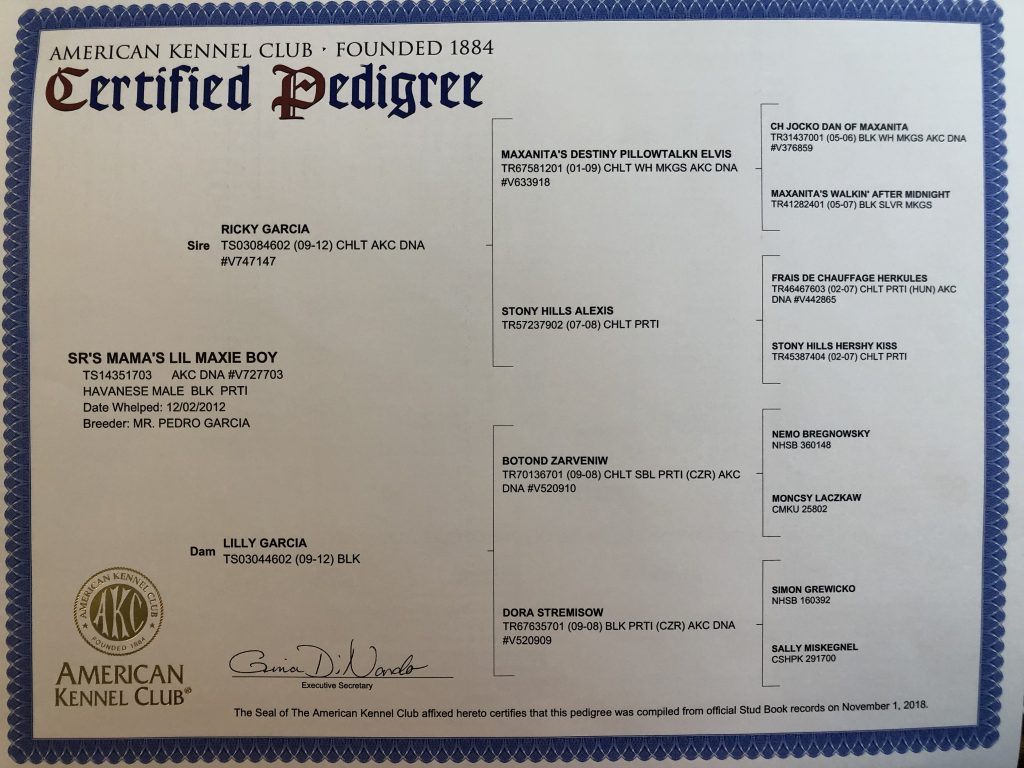 AMERICAN KENNEL CLUB · FOUNDED 1884
Certified Pedigree
SR'S MAMA'S LIL MAXIE BOY
TS14351703 AKC DNA #V727703
HAVANESE MALE BLK PRTI
Date Whelped: 12/02/2012
Breeder: MR. PEDRO GARCIA
Sire
RICKY GARCIA
TS03084602 (09-12) CHLT AKC DNA
#V747147
Dam
LILLY GARCIA
TS03044602 (09-12) BLK
MAXANITA'S DESTINY PILLOWTALKN ELVIS
TR67581201 (01-09) CHLT WH MKGS AKC DNA
#V633918
STONY HILLS ALEXIS
TR57237902 (07-08) CHLT PRTI
BOTOND ZARVENIW
TR70136701 (09-08) CHLT SBL PRTI (CZR) AKC
DNA #V520910
DORA STREMISOW
TR67635701 (09-08) BLK PRTI (CZR) AKC DNA
#V520909
CH JOCKO DAN OF MAXANITA
TR31437001 (05-06) BLK WH MKGS AKC DNA
#V376859
MAXANITA'S WALKIN' AFTER MIDNIGHT
TR41282401 (05-07) BLK SLVR MKGS
FRAIS DE CHAUFFAGE HERKULES
TR46467603 (02-07) CHLT PRTI (HUN) AKC
DNA #V442865
STONY HILLS HERSHY KISS
TR45387404 (02-07) CHLT PRTI
NEMO BREGNOWSKY
NHSB 360148
MONCSY LACZKAW
CMKU 25802
SIMON GREWICKO
NHSB 160392
SALLY MISKEGNEL
CSHPK 291700
AMERICAN KENNEL CLUB
AKC
FOUNDED 1884
AMERICAN
KENNEL CLUB®
Gina DiNardo
Executive Secretary
The Seal of The American Kennel Club affixed hereto certifies that this pedigree was compiled from official Stud Book records on November 1, 2018.